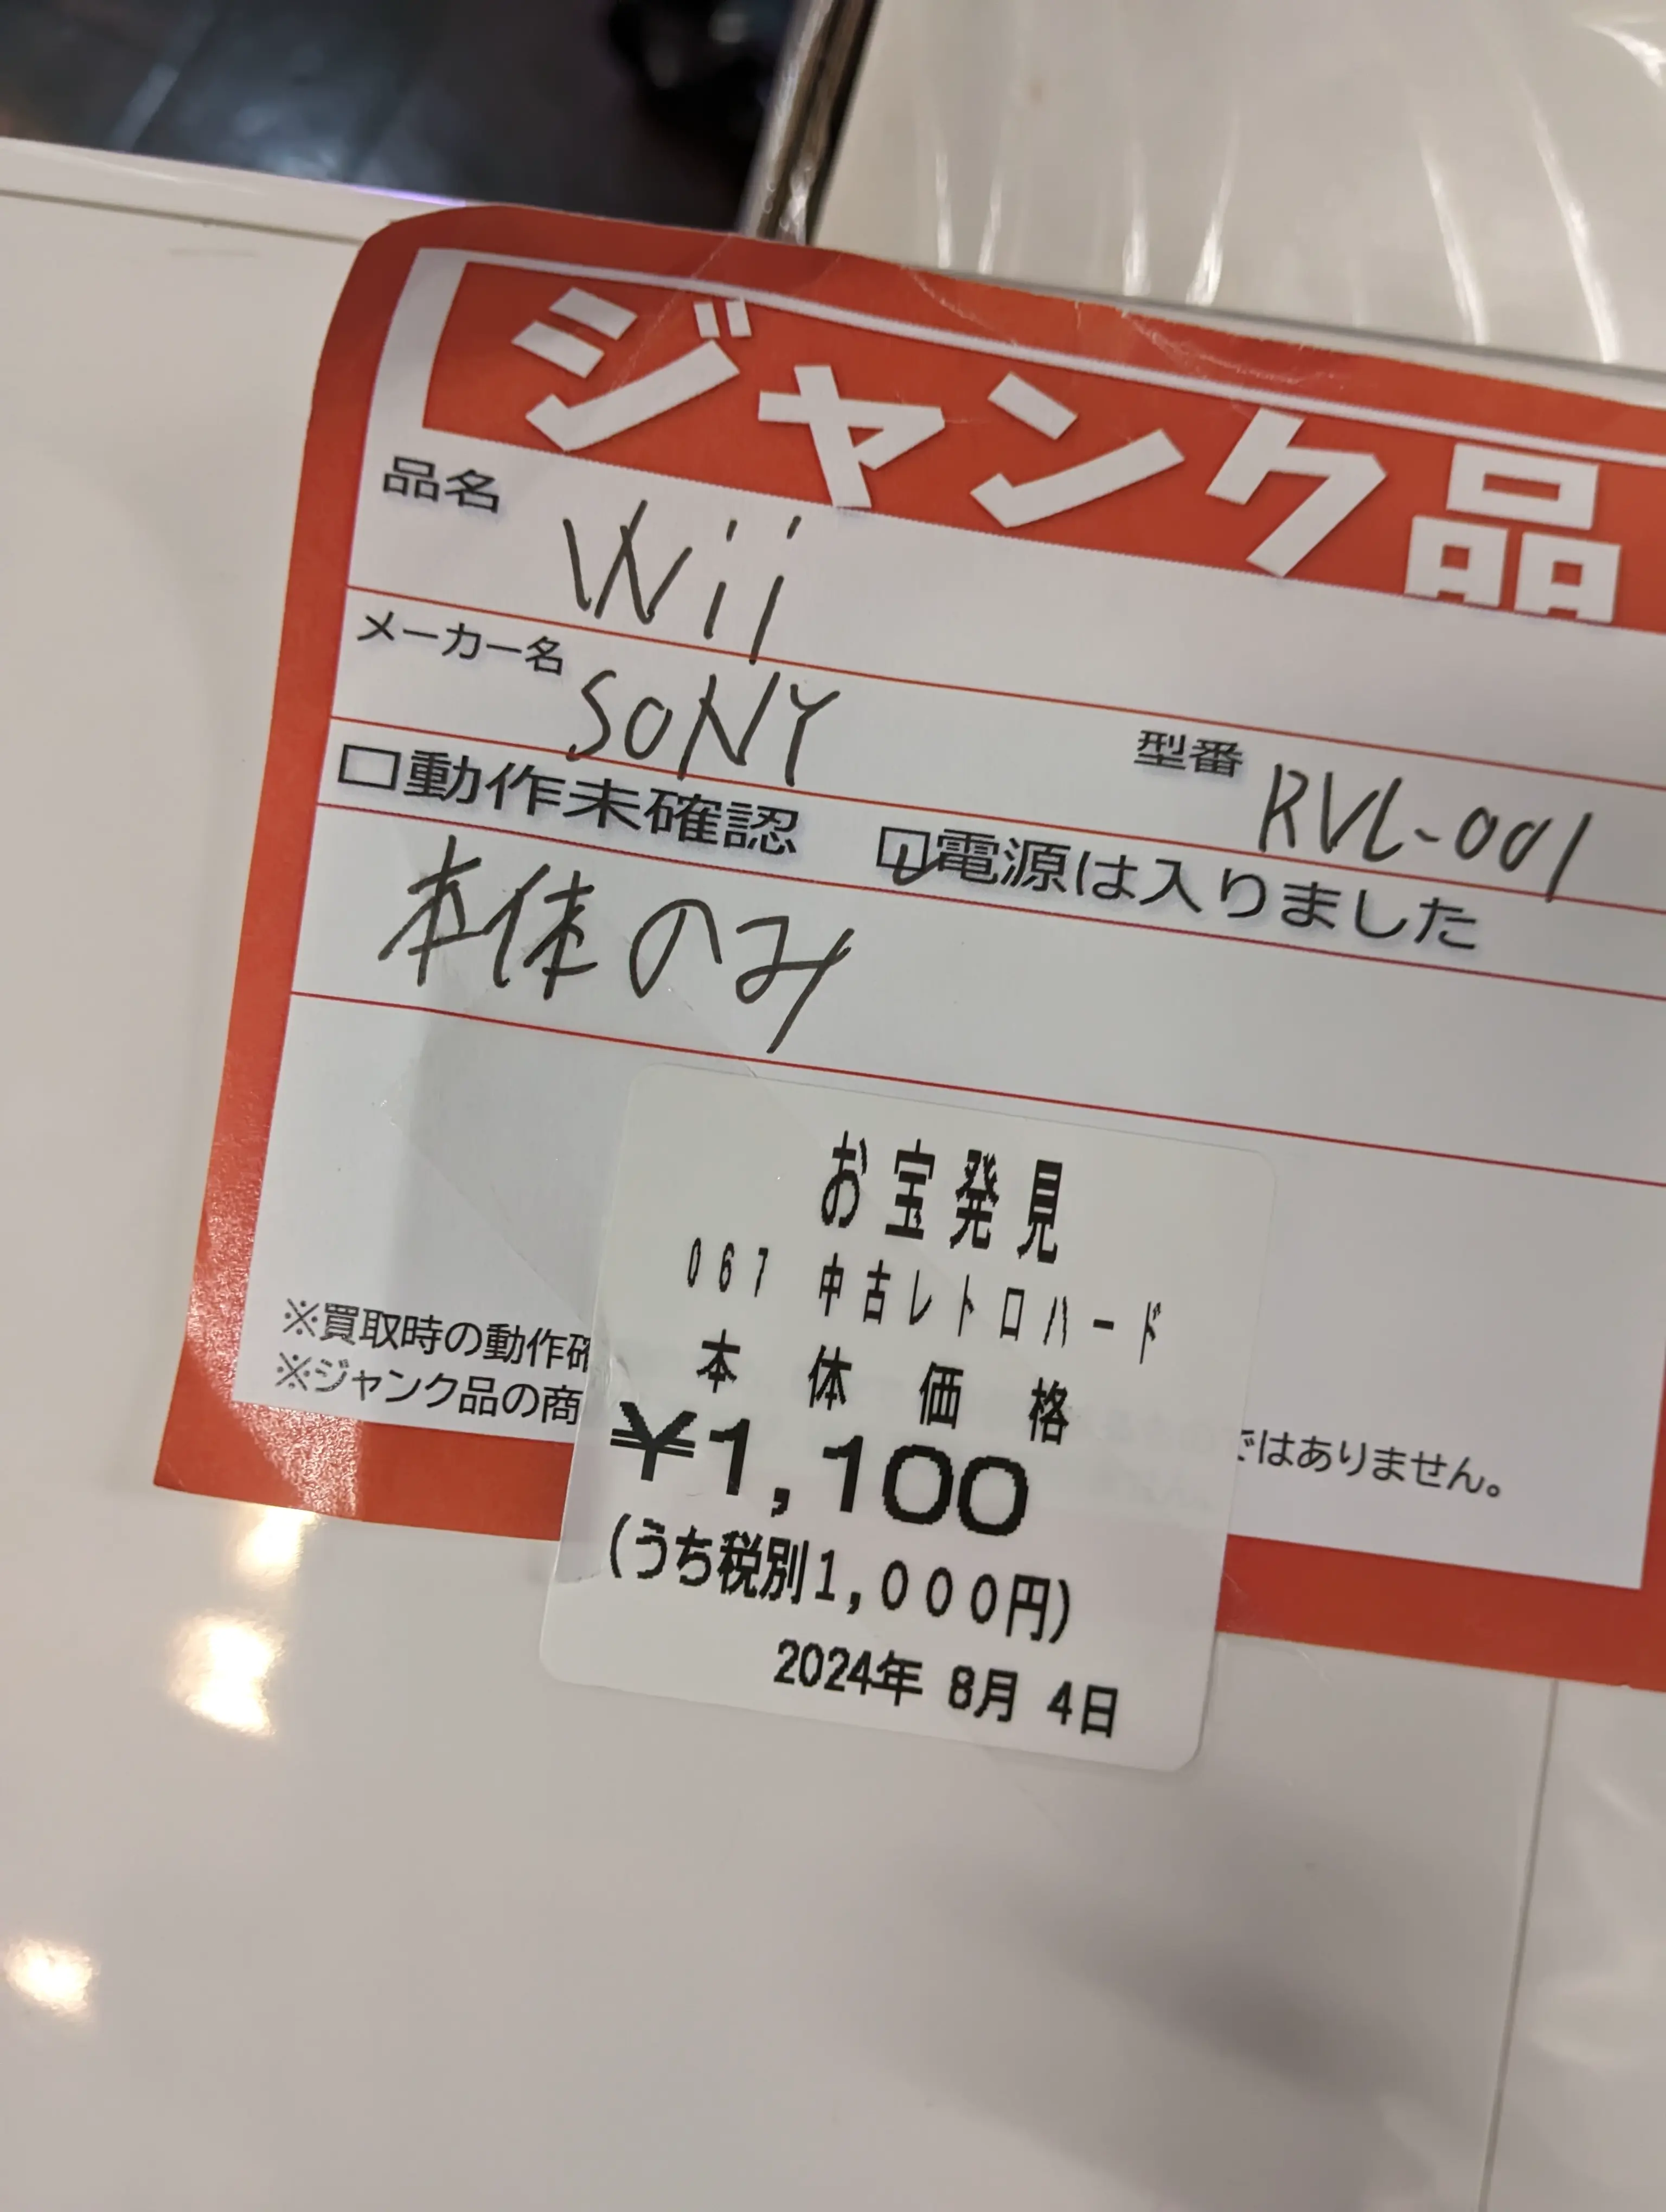 ジャンク品
品名 Wii
メーカー名 SONY 型番 RVL-001
□動作未確認 ☑電源は入りました
本体のみ
お宝発見
067 中古レトロハード
本体価格
¥1,100
(うち税別1,000円)
2024年 8月 4日
※買取時の動作確
※ジャンク品の商 ではありません。